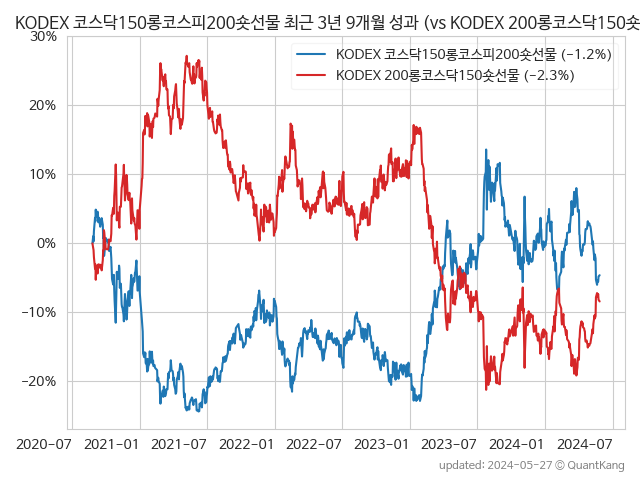 KODEX 코스닥150롱코스피200숏선물 최근 3년 9개월 성과 (vs KODEX 200롱코스닥150숏
KODEX 코스닥150롱코스피200숏선물 (−1.2%)
KODEX 200롱코스닥150숏선물 (−2.3%)
30%
20%
10%
0%
−10%
−20%
2020-07 2021-01 2021-07 2022-01 2022-07 2023-01 2023-07 2024-01 2024-07
updated: 2024-05-27 © QuantKang